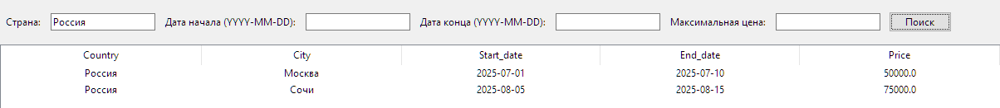 Страна: Россия Дата начала (YYYY-MM-DD): Дата конца (YYYY-MM-DD): Максимальная цена: Поиск
Country City Start_date End_date Price
Россия Москва 2025-07-01 2025-07-10 50000.0
Россия Сочи 2025-08-05 2025-08-15 75000.0